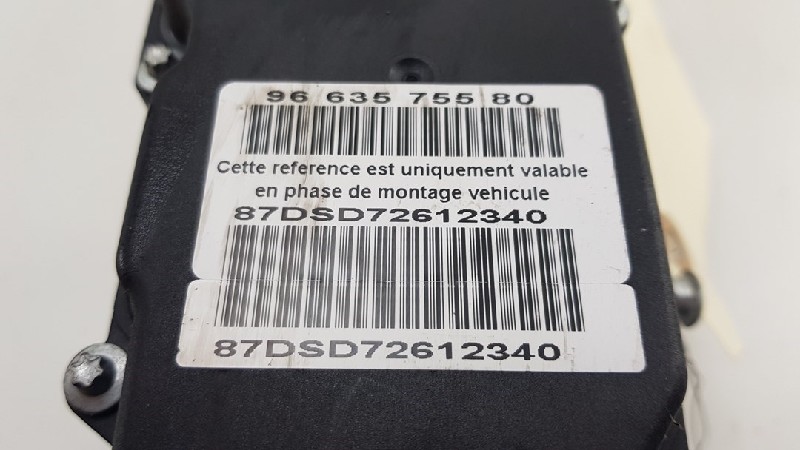 96 635 755 80
Cette reference est uniquement valable
en phase de montage vehicule
87DSD72612340
87DSD72612340